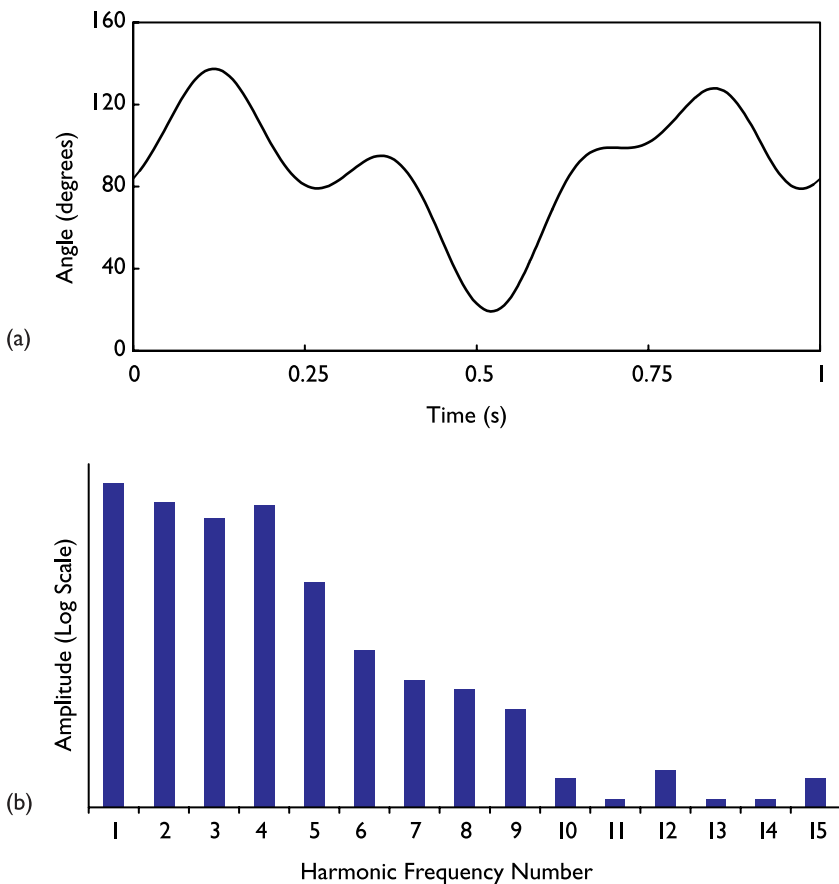 160
120
80
40
0
Angle (degrees)
(a)
0 0.25 0.5 0.75 1
Time (s)
Amplitude (Log Scale)
(b)
1 2 3 4 5 6 7 8 9 10 11 12 13 14 15
Harmonic Frequency Number